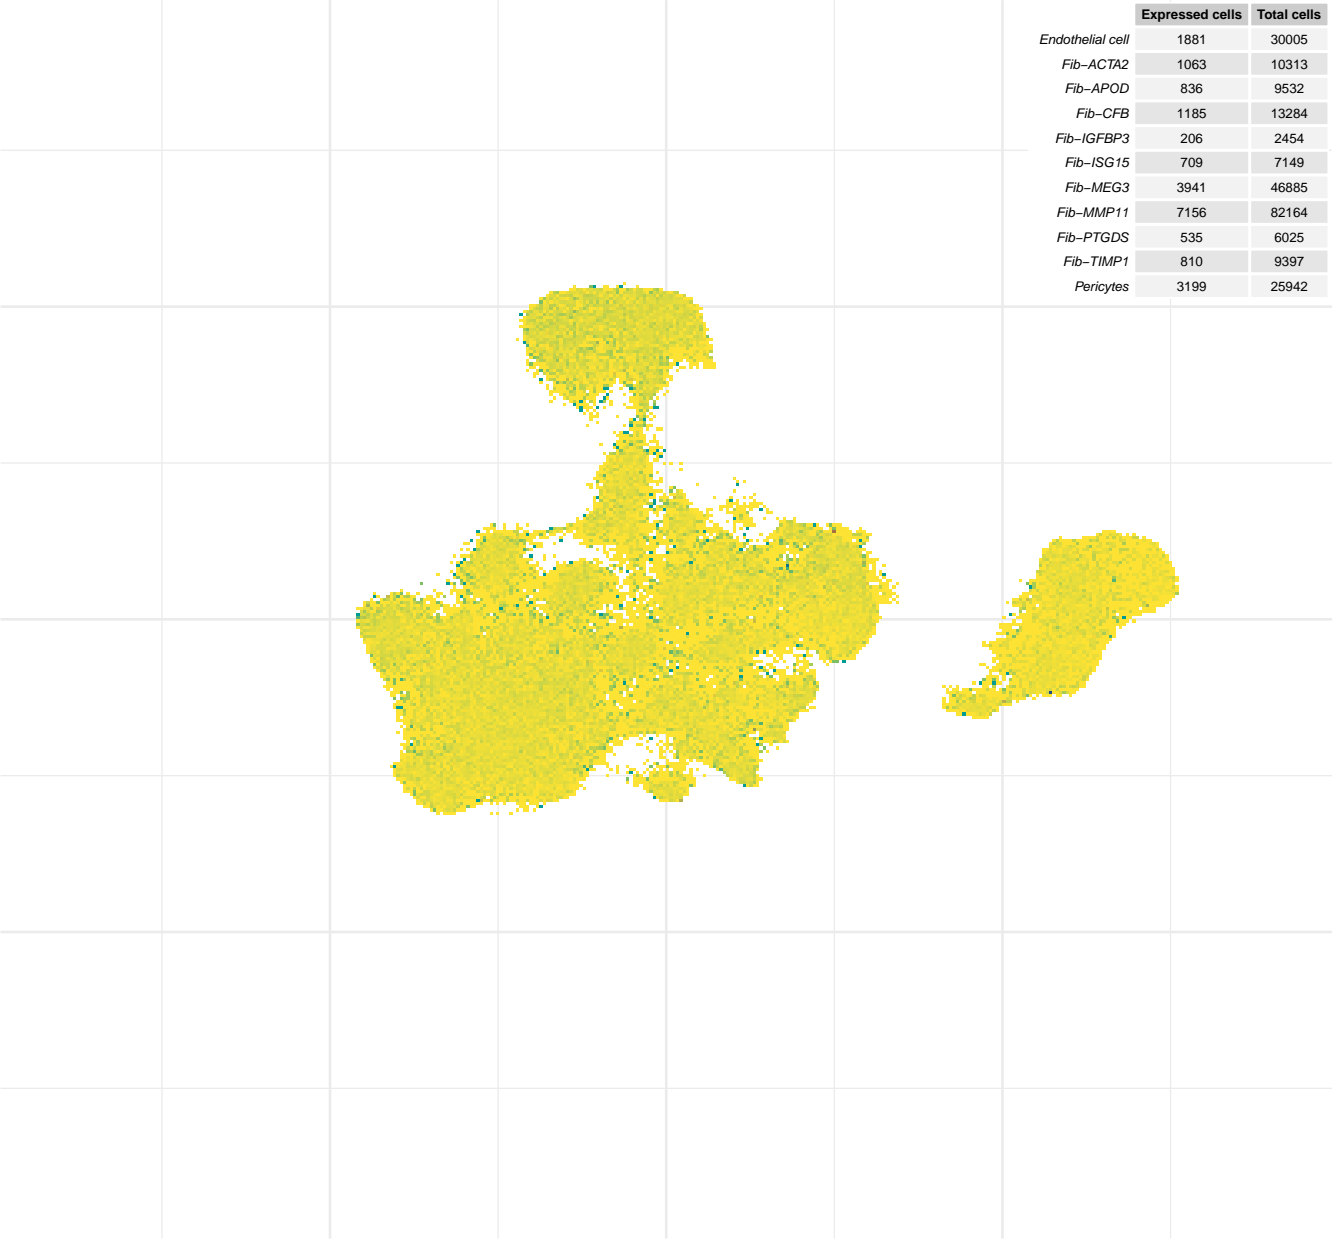 Expressed cells Total cells
Endothelial cell 1881 30005
Fib−ACTA2 1063 10313
Fib−APOD 836 9532
Fib−CFB 1185 13284
Fib−IGFBP3 206 2454
Fib−ISG15 709 7149
Fib−MEG3 3941 46885
Fib−MMP11 7156 82164
Fib−PTGDS 535 6025
Fib−TIMP1 810 9397
Pericytes 3199 25942